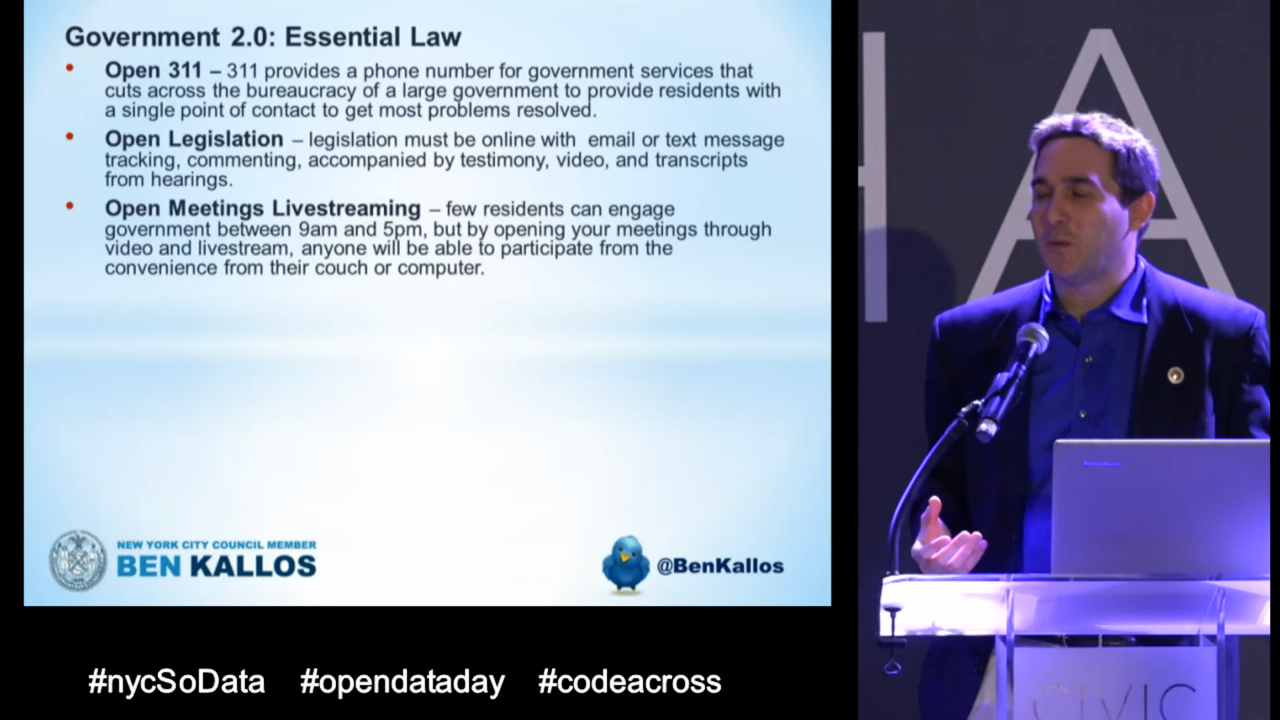 Government 2.0: Essential Law
• Open 311 – 311 provides a phone number for government services that
cuts across the bureaucracy of a large government to provide residents with
a single point of contact to get most problems resolved.
• Open Legislation – legislation must be online with email or text message
tracking, commenting, accompanied by testimony, video, and transcripts
from hearings.
• Open Meetings Livestreaming – few residents can engage
government between 9am and 5pm, but by opening your meetings through
video and livestream, anyone will be able to participate from the
convenience from their couch or computer.
NEW YORK CITY COUNCIL MEMBER
BEN KALLOS
@BenKallos
#nycSoData #opendataday #codeacross
HA
CIVIC